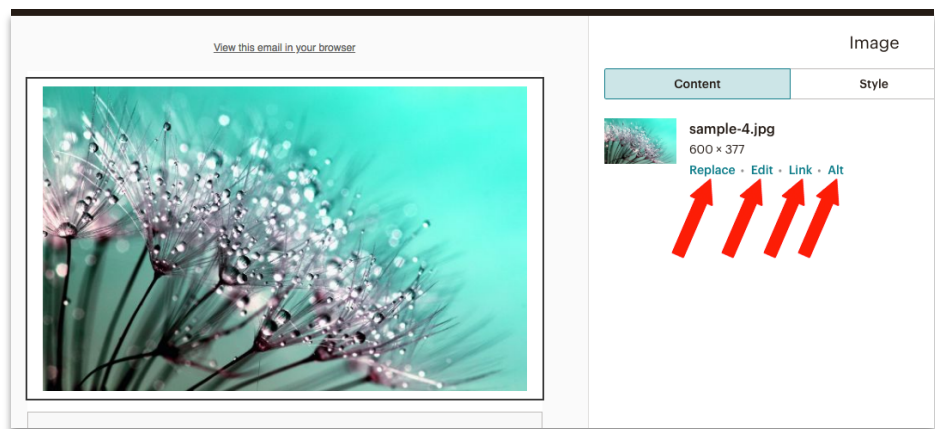 View this email in your browser
Image
Content
Style
sample-4.jpg
600 × 377
Replace • Edit • Link • Alt